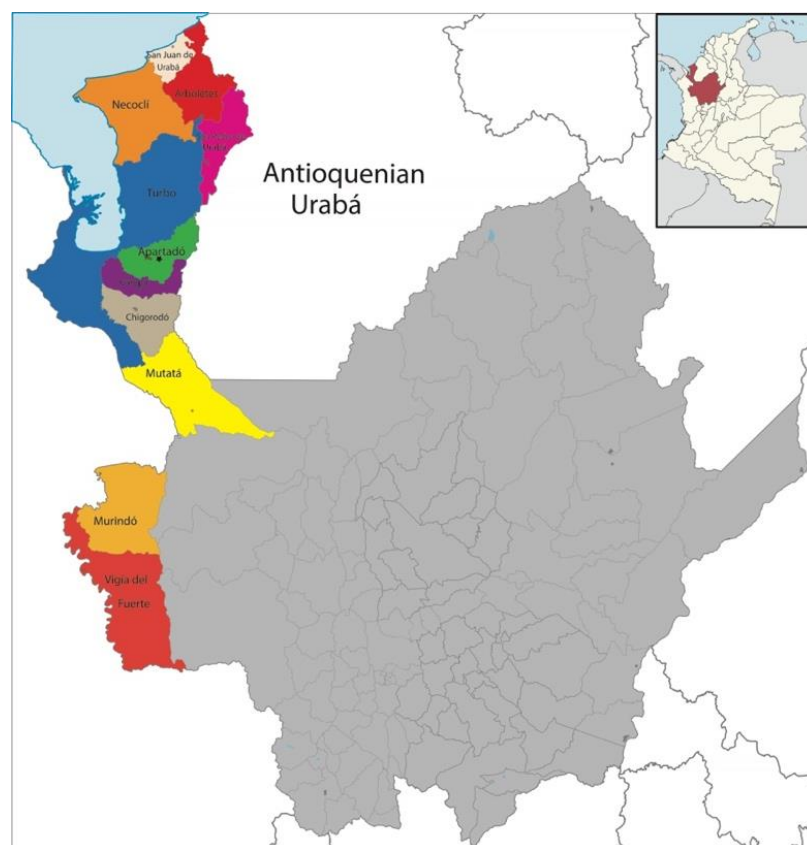 San Juan de
Urabá
Arboletes
Necoclí
Antioquenian
Urabá
Turbo
Apartadó
Chigorodó
Mutatá
Murindó
Vigía del
Fuerte